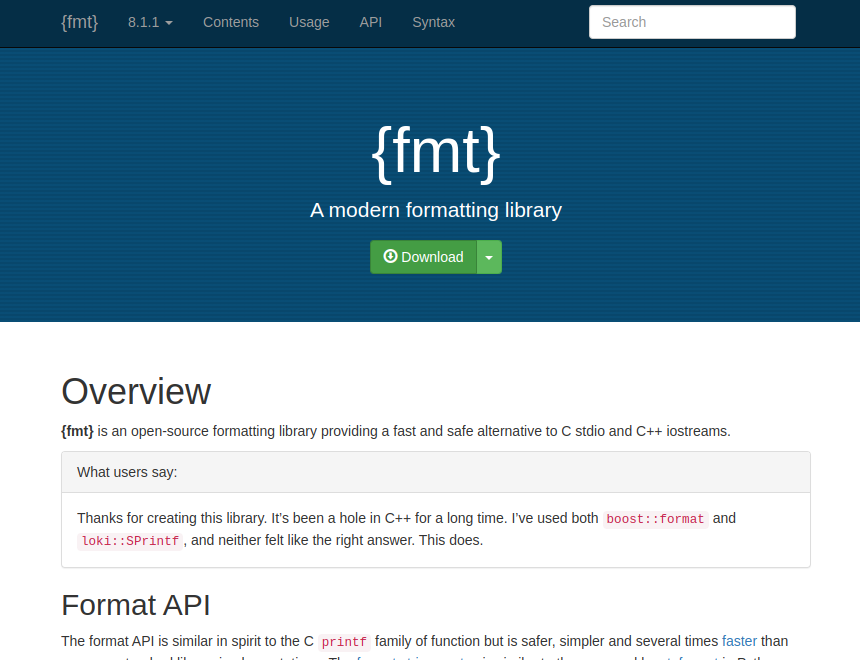 {fmt} 8.1.1 Contents Usage API Syntax Search
{fmt}
A modern formatting library
Download
Overview
{fmt} is an open-source formatting library providing a fast and safe alternative to C stdio and C++ iostreams.
What users say:
Thanks for creating this library. It’s been a hole in C++ for a long time. I’ve used both boost::format and
loki::SPrintf, and neither felt like the right answer. This does.
Format API
The format API is similar in spirit to the C printf family of function but is safer, simpler and several times faster than